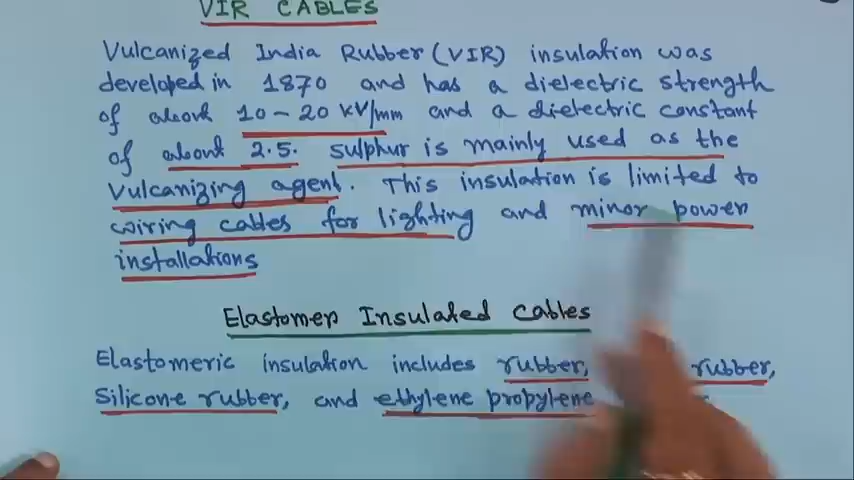 VIR CABLES
Vulcanized India Rubber (VIR) insulation was
developed in 1870 and has a dielectric strength
of about 10-20 kV/mm and a dielectric constant
of about 2.5. sulphur is mainly used as the
Vulcanizing agent. This insulation is limited to
wiring cables for lighting and minor power
installations
Elastomer Insulated Cables
Elastomeric insulation includes rubber, rubber,
Silicone rubber, and ethylene propylene